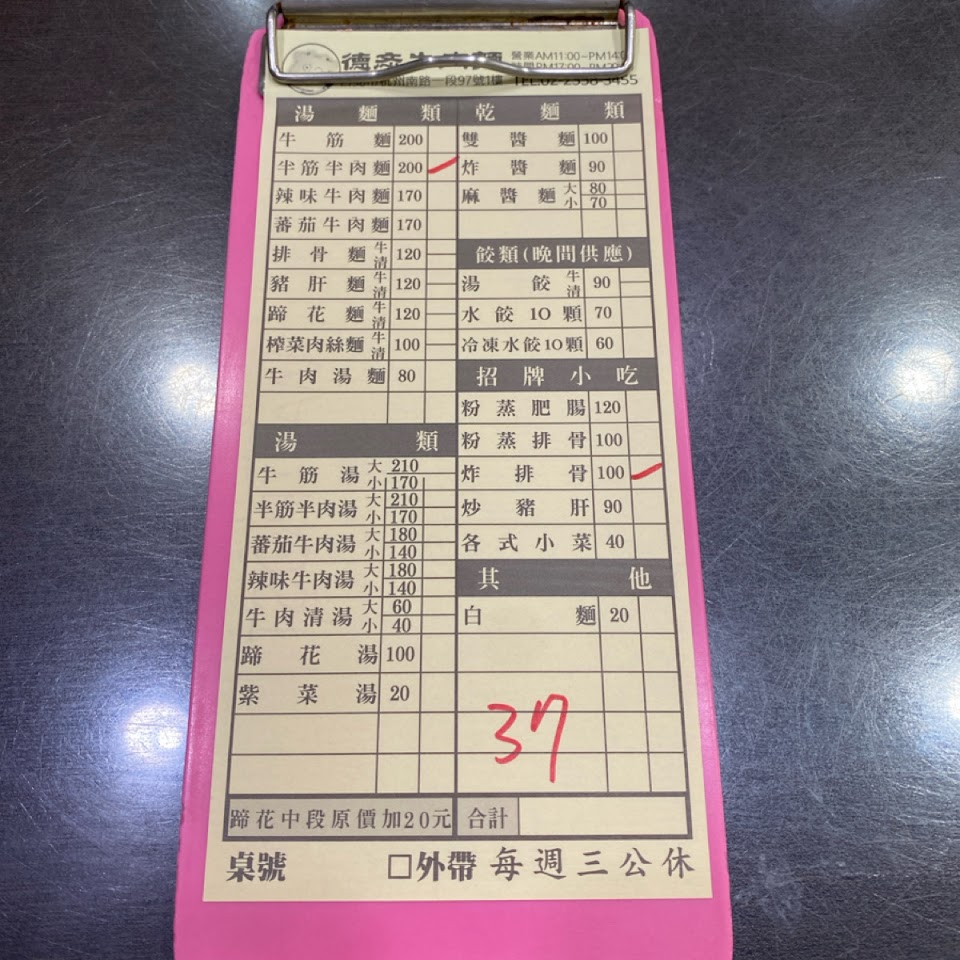 營業AM11:00~PM14:
杭州南路一段97號1樓
湯麵類
牛筋麵 200
半筋半肉麵 200
辣味牛肉麵 170
蕃茄牛肉麵 170
排骨麵 牛 清 120
豬肝麵 牛 清 120
蹄花麵 牛 清 120
榨菜肉絲麵 牛 清 100
牛肉湯麵 80
湯類
牛筋湯 大 210 小 170
半筋半肉湯 大 210 小 170
蕃茄牛肉湯 大 180 小 140
辣味牛肉湯 大 180 小 140
牛肉清湯 大 60 小 40
蹄花湯 100
紫菜湯 20
乾麵類
雙醬麵 100
炸醬麵 90
麻醬麵 大 80 小 70
餃類(晚間供應)
湯餃 牛 清 90
水餃10顆 70
冷凍水餃10顆 60
招牌小吃
粉蒸肥腸 120
粉蒸排骨 100
炸排骨 100
炒豬肝 90
各式小菜 40
其他
白麵 20
37
蹄花中段原價加20元 合計
桌號 □外帶 每週三公休